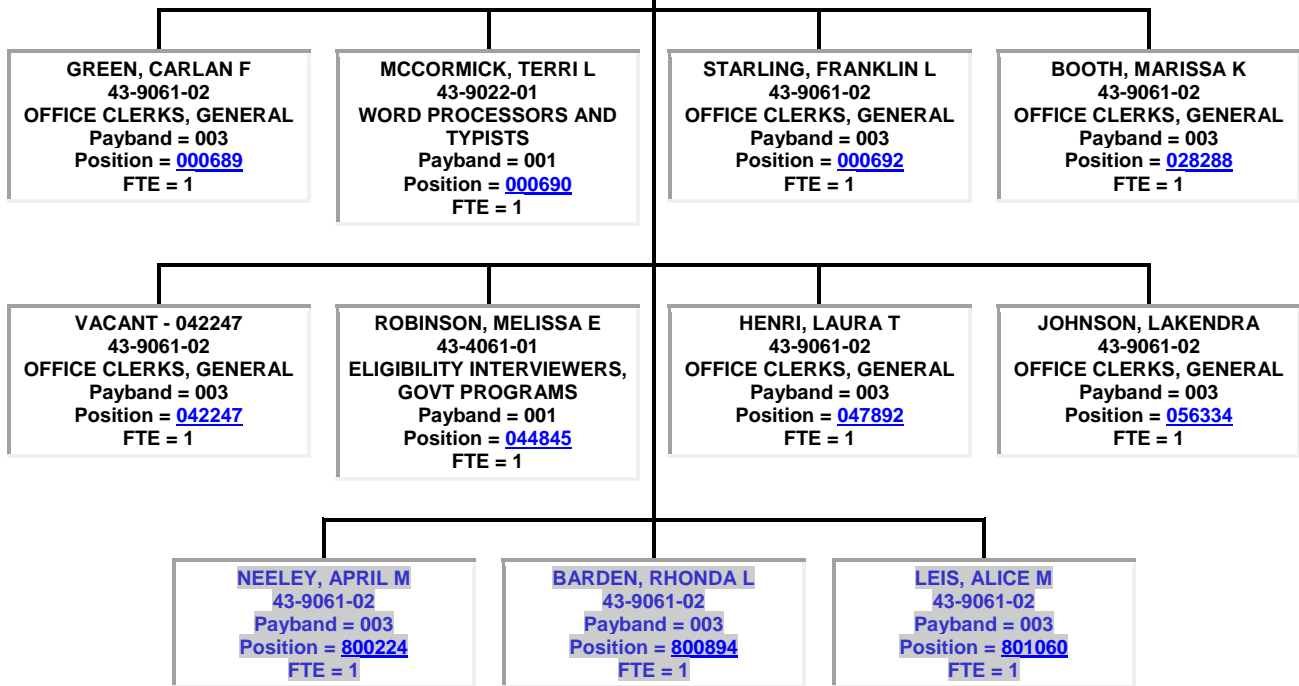 GREEN, CARLAN F
43-9061-02
OFFICE CLERKS, GENERAL
Payband = 003
Position = 000689
FTE = 1
MCCORMICK, TERRI L
43-9022-01
WORD PROCESSORS AND
TYPISTS
Payband = 001
Position = 000690
FTE = 1
STARLING, FRANKLIN L
43-9061-02
OFFICE CLERKS, GENERAL
Payband = 003
Position = 000692
FTE = 1
BOOTH, MARISSA K
43-9061-02
OFFICE CLERKS, GENERAL
Payband = 003
Position = 028288
FTE = 1
VACANT - 042247
43-9061-02
OFFICE CLERKS, GENERAL
Payband = 003
Position = 042247
FTE = 1
ROBINSON, MELISSA E
43-4061-01
ELIGIBILITY INTERVIEWERS,
GOVT PROGRAMS
Payband = 001
Position = 044845
FTE = 1
HENRI, LAURA T
43-9061-02
OFFICE CLERKS, GENERAL
Payband = 003
Position = 047892
FTE = 1
JOHNSON, LAKENDRA
43-9061-02
OFFICE CLERKS, GENERAL
Payband = 003
Position = 056334
FTE = 1
NEELEY, APRIL M
43-9061-02
Payband = 003
Position = 800224
FTE = 1
BARDEN, RHONDA L
43-9061-02
Payband = 003
Position = 800894
FTE = 1
LEIS, ALICE M
43-9061-02
Payband = 003
Position = 801060
FTE = 1